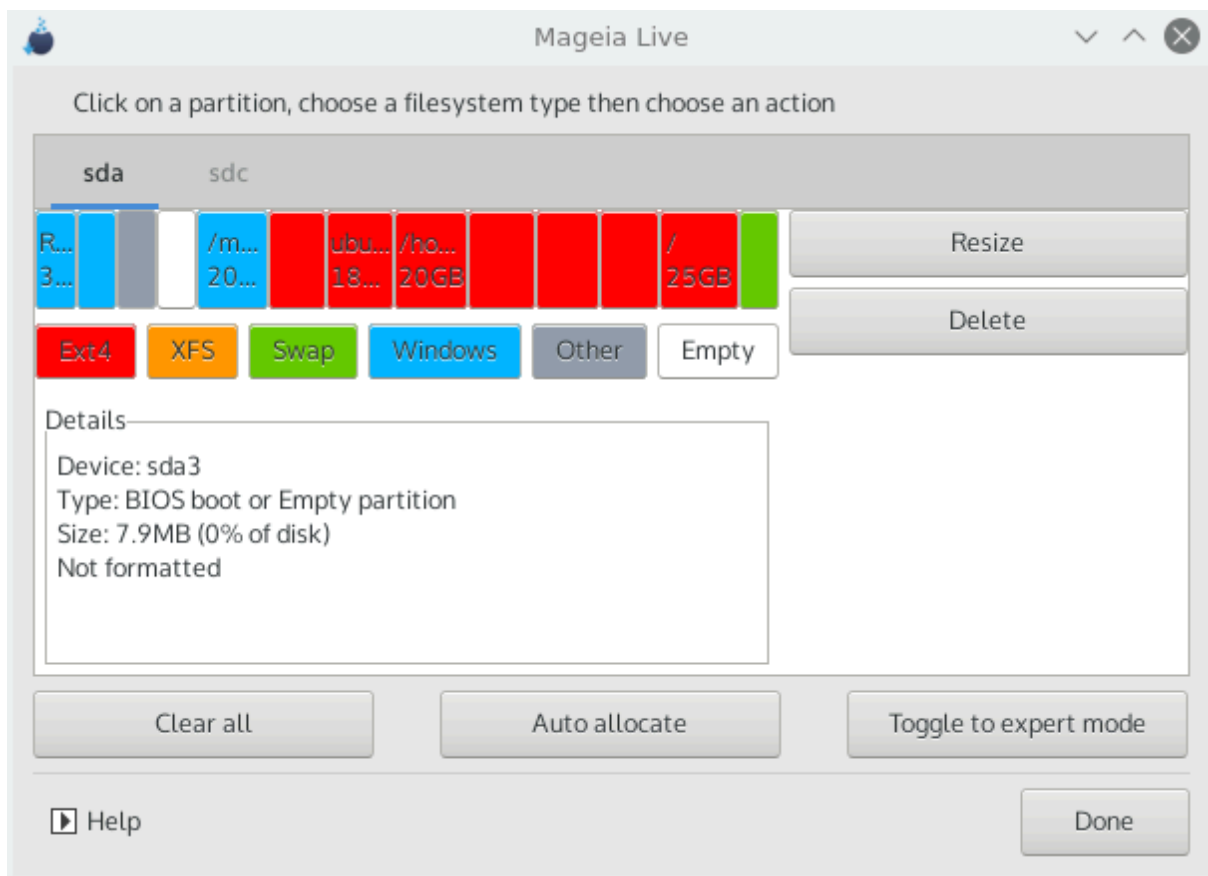 Mageia Live
Click on a partition, choose a filesystem type then choose an action
sda sdc
R... /m... ubu... /ho... /
3... 20... 18... 20GB 25GB
Resize
Delete
Ext4 XFS Swap Windows Other Empty
Details
Device: sda3
Type: BIOS boot or Empty partition
Size: 7.9MB (0% of disk)
Not formatted
Clear all Auto allocate Toggle to expert mode
Help Done